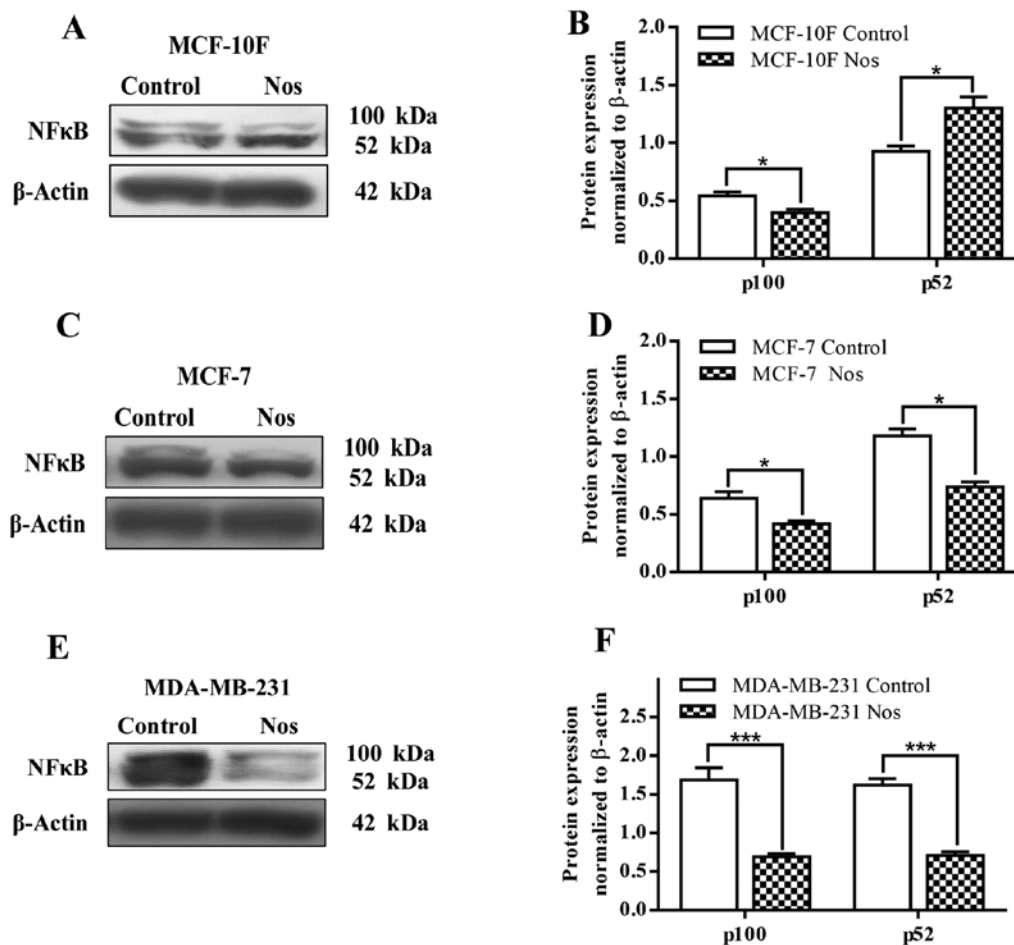 A
MCF-10F
Control Nos
NFκB
100 kDa
52 kDa
β-Actin
42 kDa
B
MCF-10F Control
MCF-10F Nos
Protein expression
normalized to β-actin
1.5
1.0
0.5
0.0
*
*
p100 p52
C
MCF-7
Control Nos
NFκB
100 kDa
52 kDa
β-Actin
42 kDa
D
MCF-7 Control
MCF-7 Nos
Protein expression
normalized to β-actin
2.0
1.5
1.0
0.5
0.0
*
*
p100 p52
E
MDA-MB-231
Control Nos
NFκB
100 kDa
52 kDa
β-Actin
42 kDa
F
MDA-MB-231 Control
MDA-MB-231 Nos
Protein expression
normalized to β-actin
2.5
2.0
1.5
1.0
0.5
0.0
***
***
p100 p52